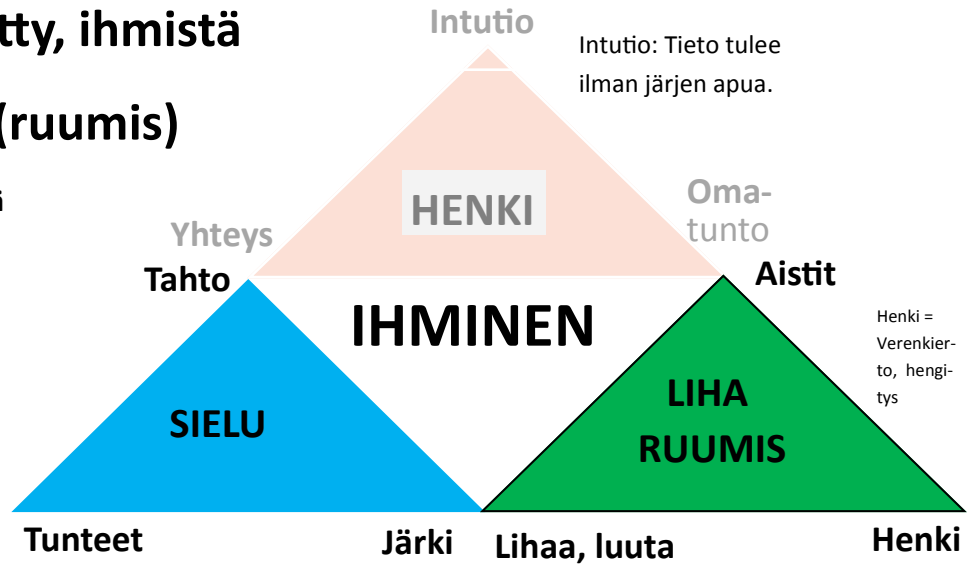 tty, ihmistä
(ruumis)
ä
Intutio
Intutio: Tieto tulee
ilman järjen apua.
HENKI
Yhteys
Oma-
tunto
Tahto
Aistit
IHMINEN
Henki =
Verenkier-
to, hengi-
tys
SIELU
LIHA
RUUMIS
Tunteet
Järki
Lihaa, luuta
Henki